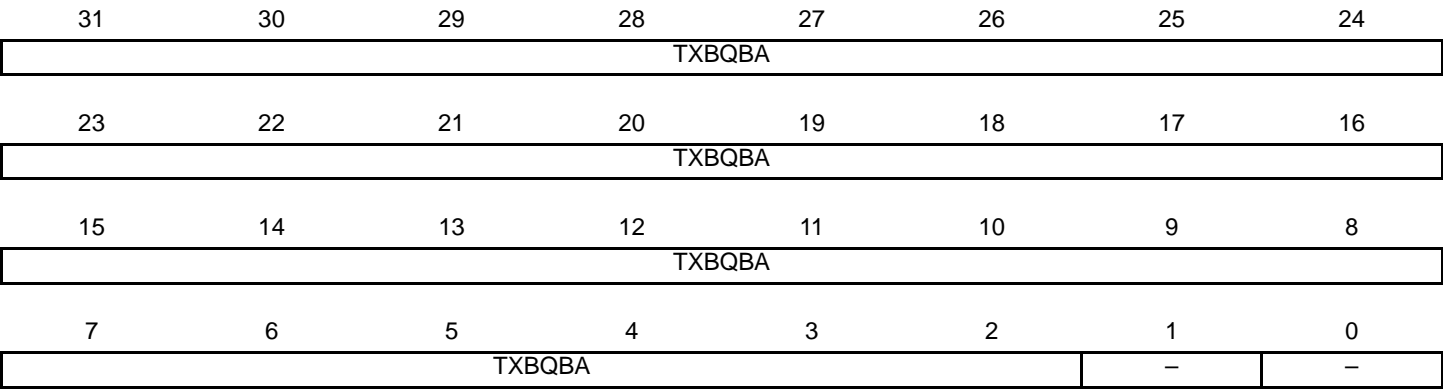 31 30 29 28 27 26 25 24
TXBQBA
23 22 21 20 19 18 17 16
TXBQBA
15 14 13 12 11 10 9 8
TXBQBA
7 6 5 4 3 2 1 0
TXBQBA – –